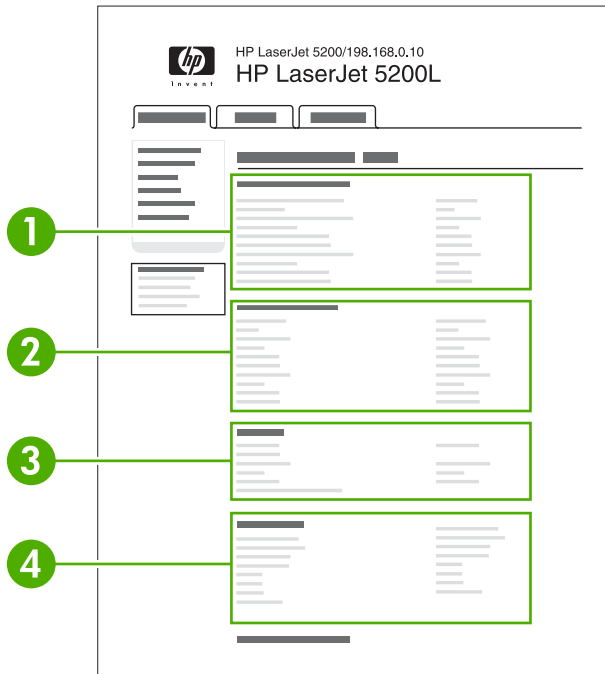 hp
invent
HP LaserJet 5200/198.168.0.10
HP LaserJet 5200L
1
2
3
4